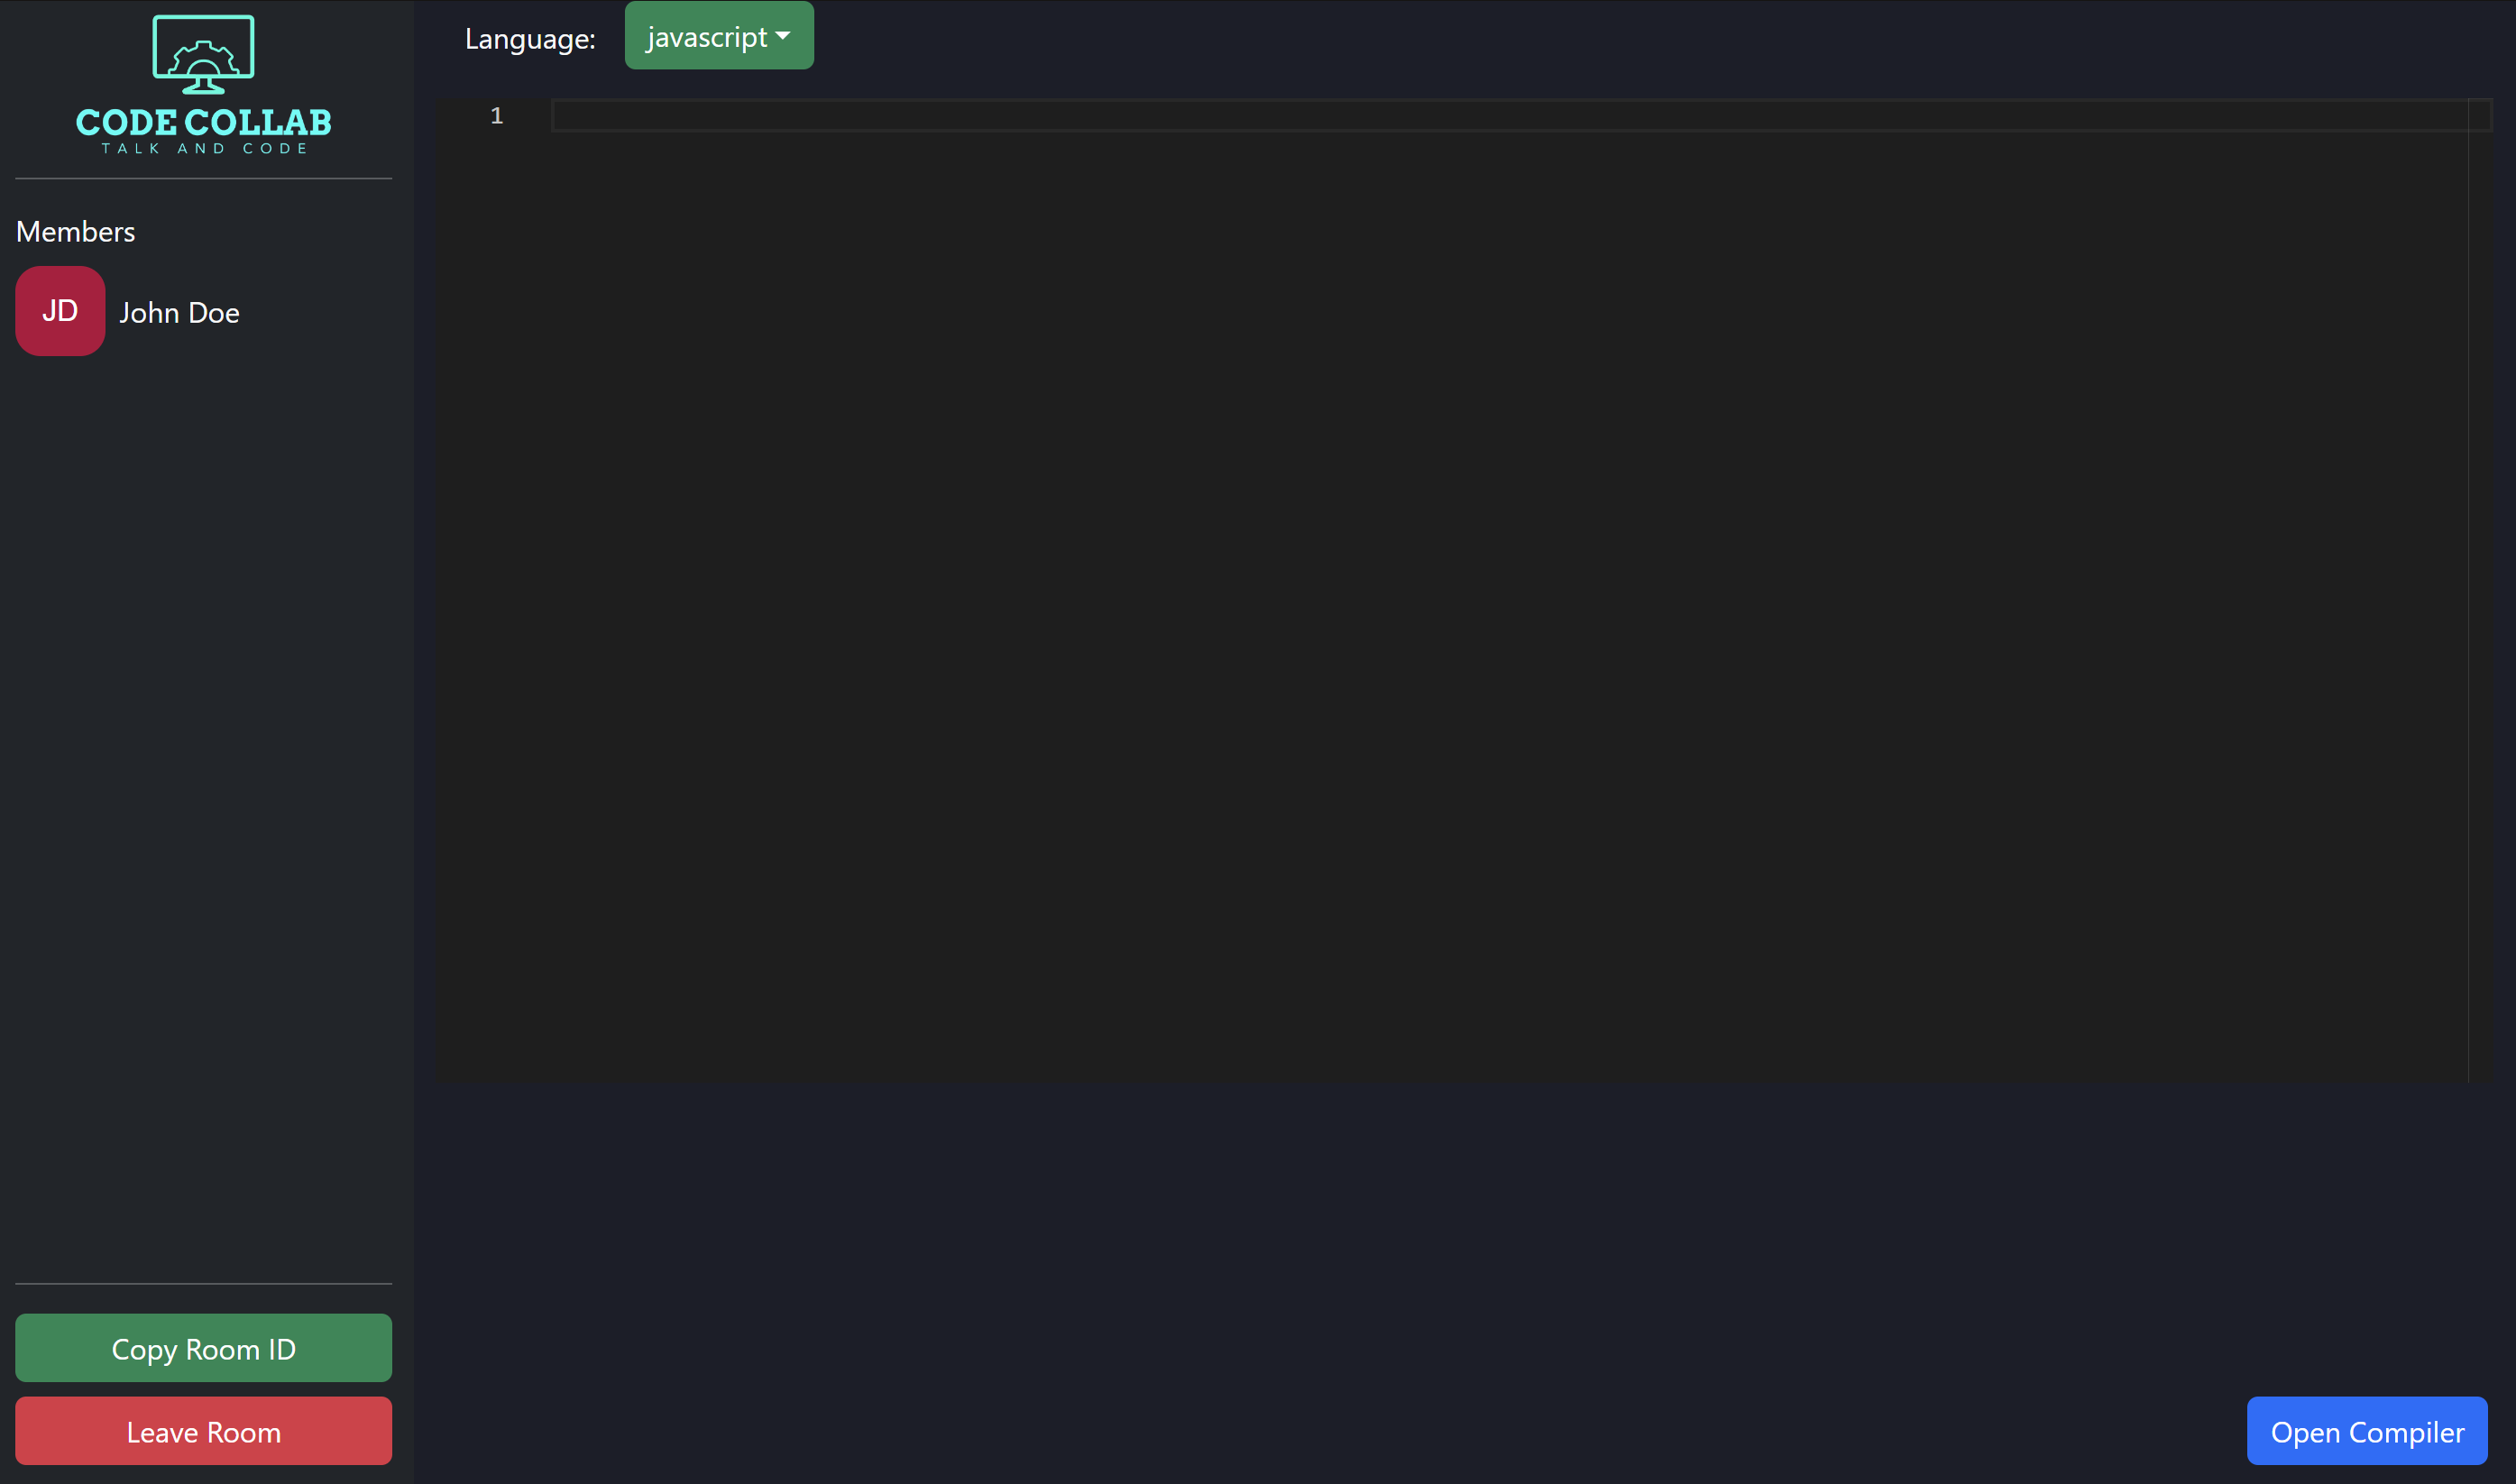 CODE COLLAB
TALK AND CODE
Members
JD
John Doe
Copy Room ID
Leave Room
Language:
javascript
1
Open Compiler